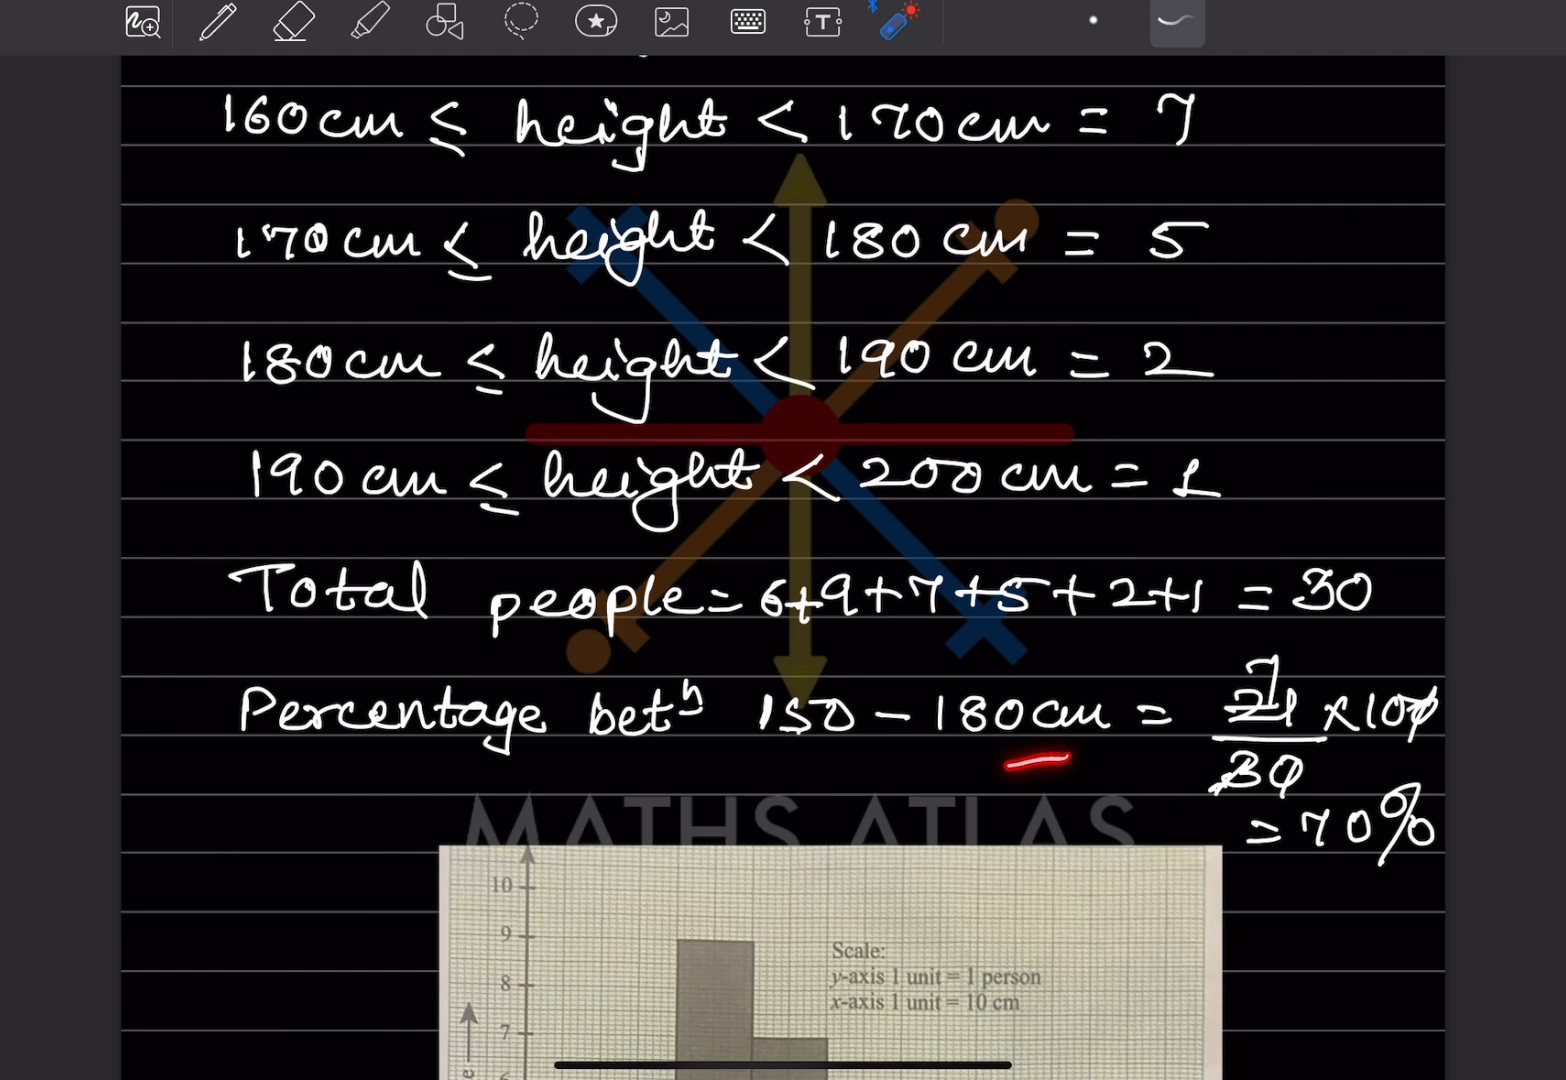 160 cm ≤ height < 170 cm = 7
170 cm ≤ height < 180 cm = 5
180 cm ≤ height < 190 cm = 2
190 cm ≤ height < 200 cm = 1
Total people = 6+9+7+5+2+1 = 30
Percentage betⁿ 150 - 180 cm = 7 21/30 × 100
= 70%
MATHS ATLAS
10
9
8
7
Scale:
y-axis 1 unit = 1 person
x-axis 1 unit = 10 cm